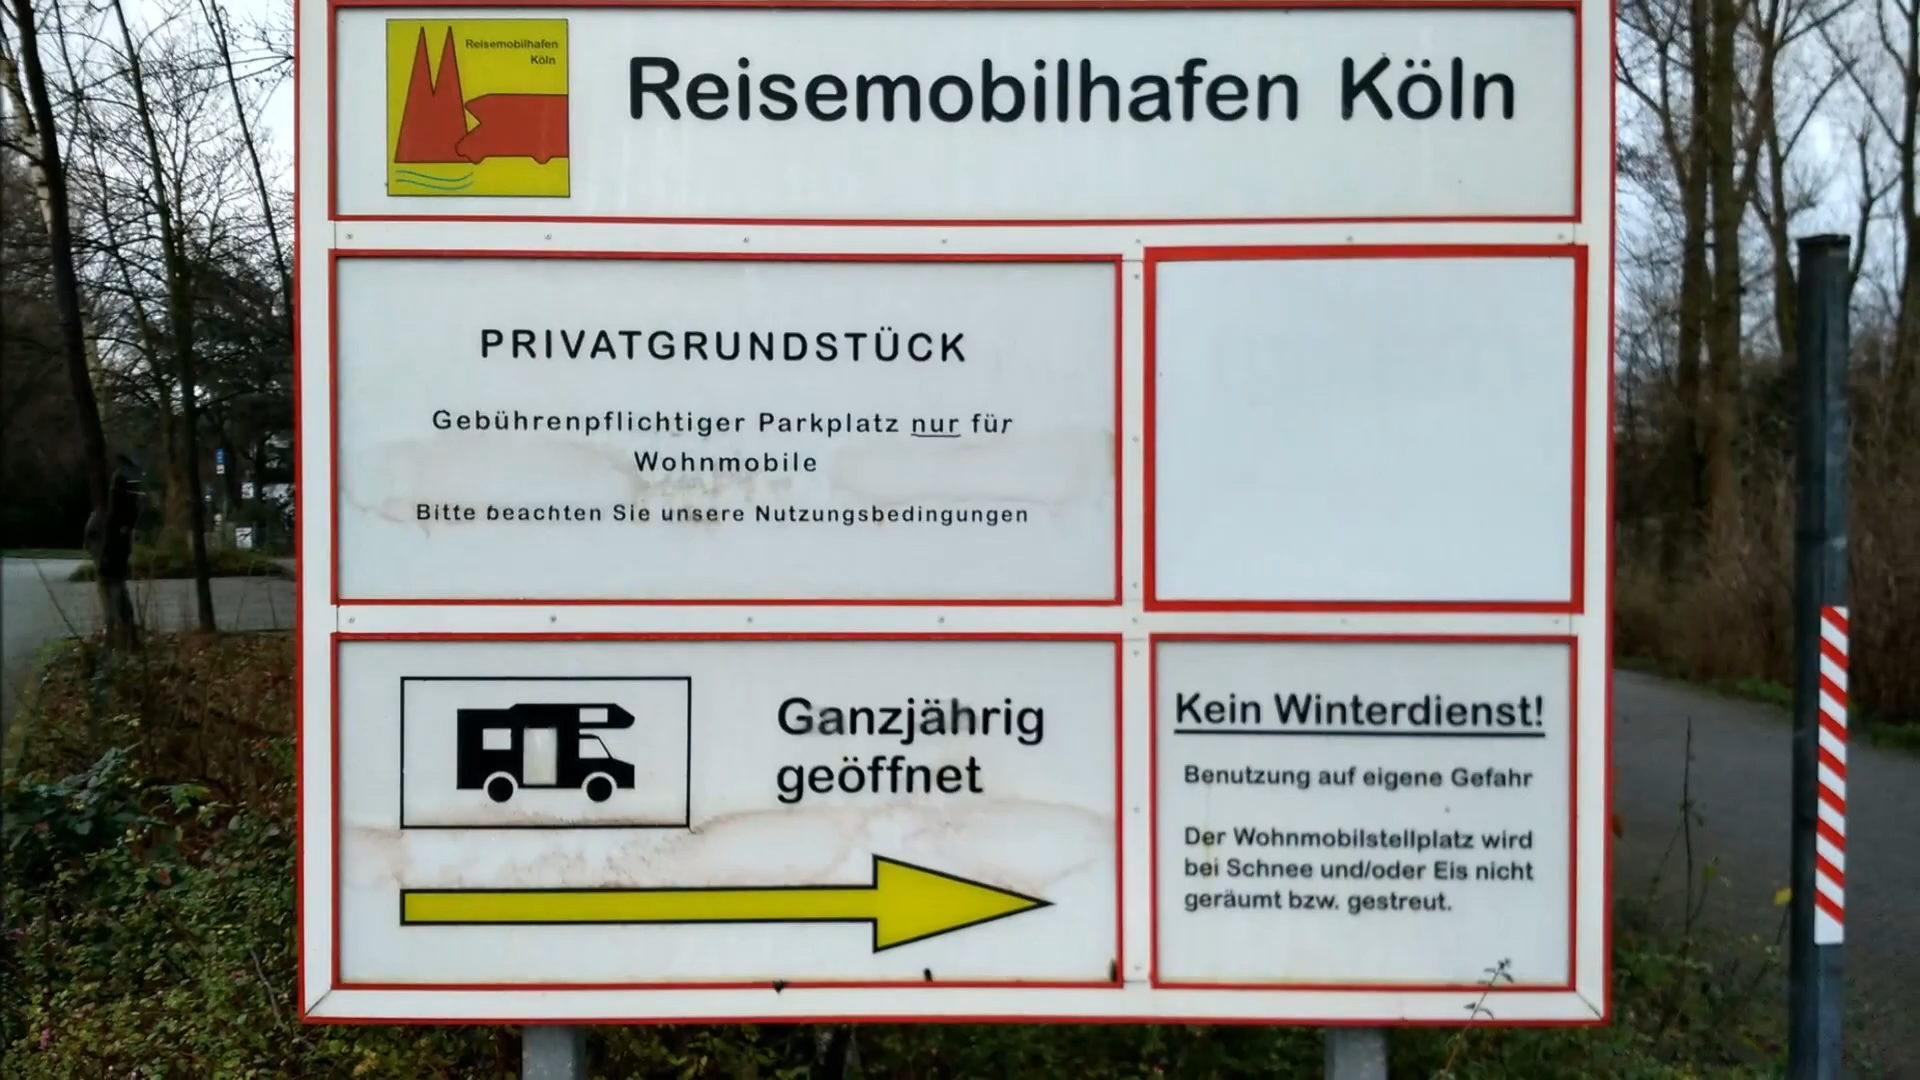 Reisemobilhafen
Köln
Reisemobilhafen Köln
PRIVATGRUNDSTÜCK
Gebührenpflichtiger Parkplatz nur für
Wohnmobile
Bitte beachten Sie unsere Nutzungsbedingungen
Ganzjährig
geöffnet
Kein Winterdienst!
Benutzung auf eigene Gefahr
Der Wohnmobilstellplatz wird
bei Schnee und/oder Eis nicht
geräumt bzw. gestreut.